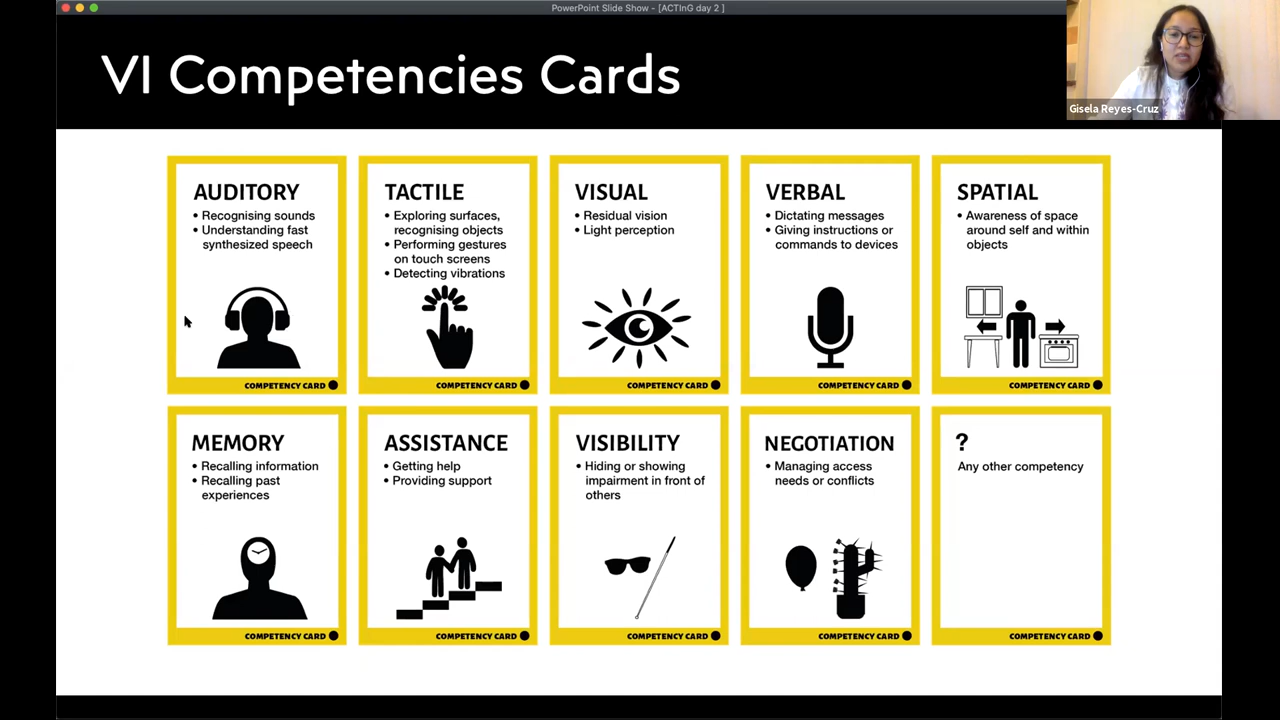 PowerPoint Slide Show - [ACTInG day 2 ]
VI Competencies Cards
Gisela Reyes-Cruz
AUDITORY
• Recognising sounds
• Understanding fast
synthesized speech
COMPETENCY CARD
TACTILE
• Exploring surfaces,
recognising objects
• Performing gestures
on touch screens
• Detecting vibrations
COMPETENCY CARD
VISUAL
• Residual vision
• Light perception
COMPETENCY CARD
VERBAL
• Dictating messages
• Giving instructions or
commands to devices
COMPETENCY CARD
SPATIAL
• Awareness of space
around self and within
objects
COMPETENCY CARD
MEMORY
• Recalling information
• Recalling past
experiences
COMPETENCY CARD
ASSISTANCE
• Getting help
• Providing support
COMPETENCY CARD
VISIBILITY
• Hiding or showing
impairment in front of
others
COMPETENCY CARD
NEGOTIATION
• Managing access
needs or conflicts
COMPETENCY CARD
?
Any other competency
COMPETENCY CARD